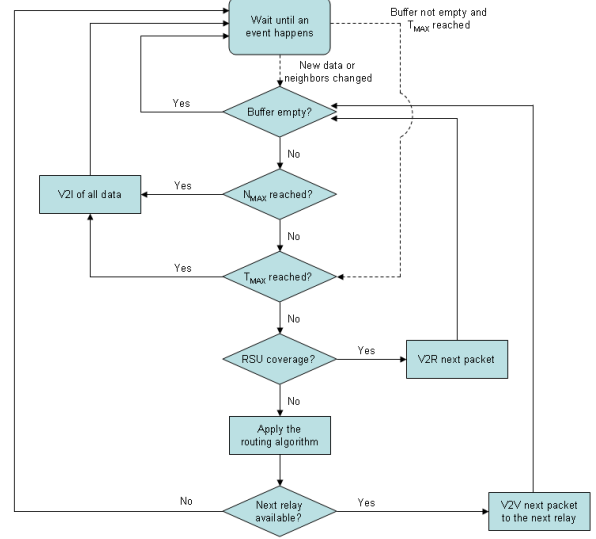 Wait until an
event happens
Buffer not empty and
TMAX reached
New data or
neighbors changed
Yes
Buffer empty?
No
V2I of all data
Yes
NMAX reached?
No
Yes
TMAX reached?
No
RSU coverage?
Yes
V2R next packet
No
Apply the
routing algorithm
No
Next relay
available?
Yes
V2V next packet
to the next relay